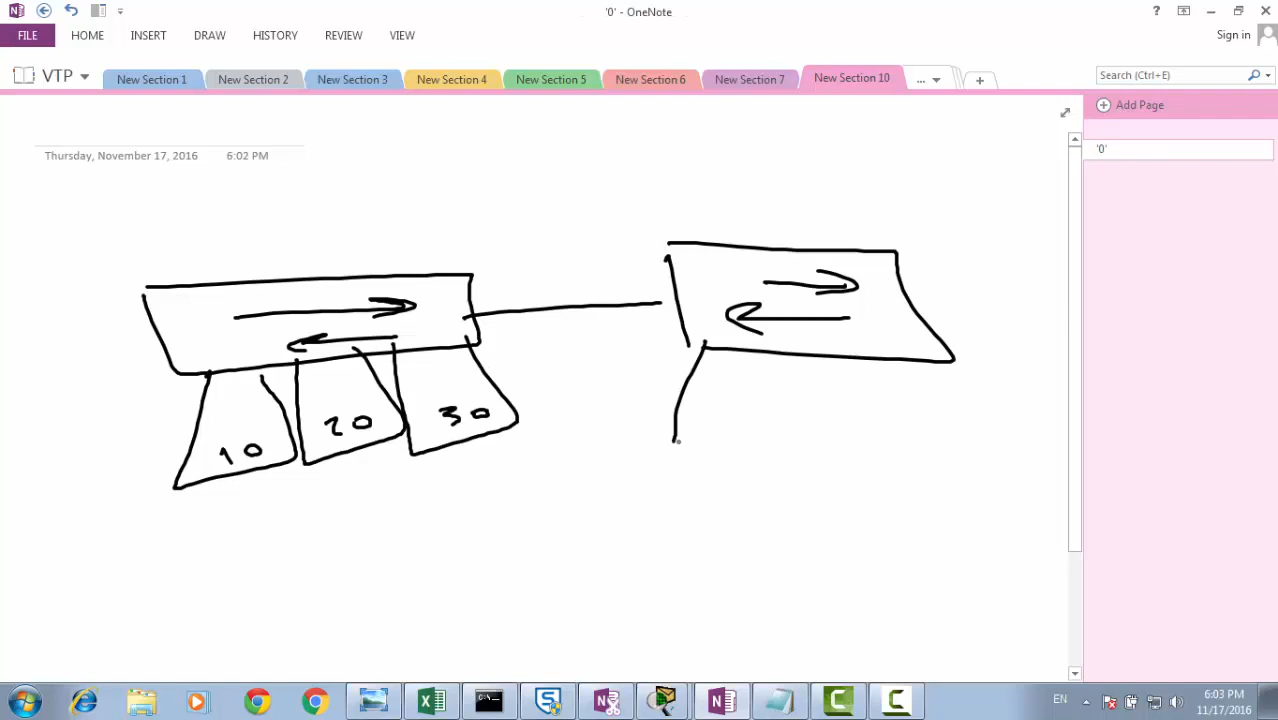 '0' - OneNote
?
Sign in
FILE HOME INSERT DRAW HISTORY REVIEW VIEW
VTP New Section 1 New Section 2 New Section 3 New Section 4 New Section 5 New Section 6 New Section 7 New Section 10 ... Search (Ctrl+E)
Add Page
'0'
Thursday, November 17, 2016 6:02 PM
10 20 30
EN 6:03 PM
11/17/2016